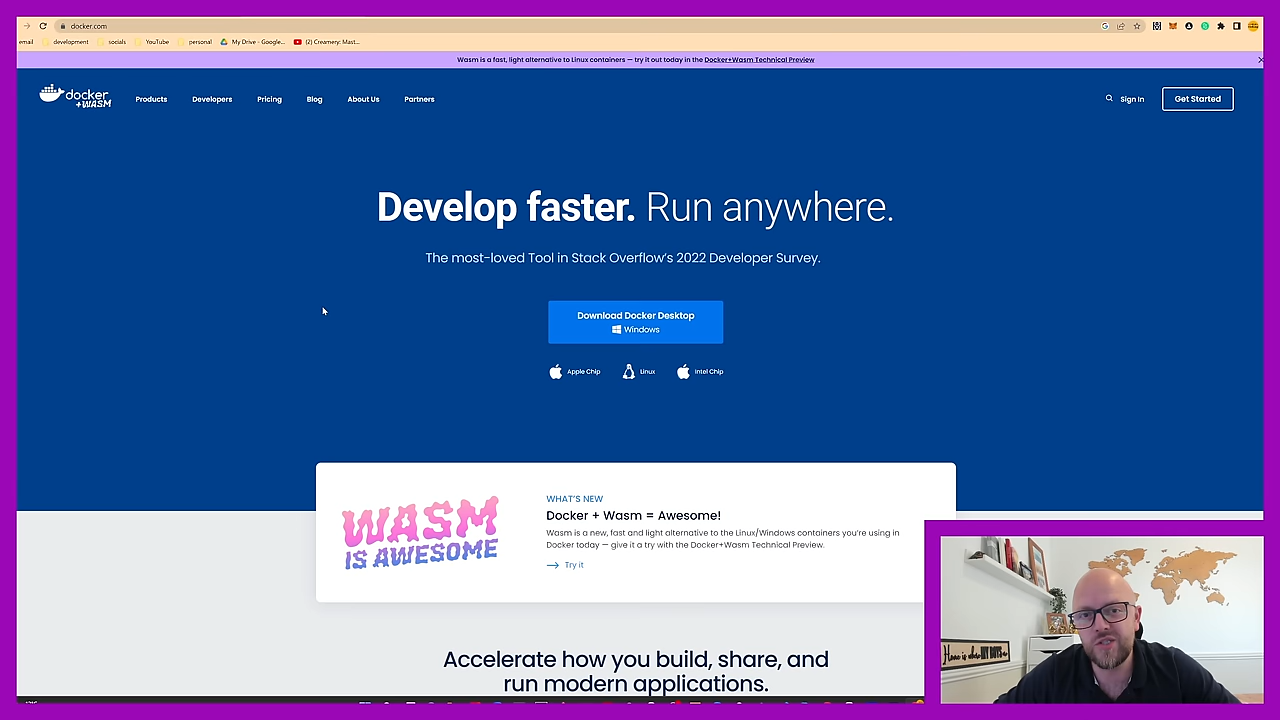 docker.com
email development socials YouTube personal My Drive - Google... (2) Creamery: Mast...
Wasm is a fast, light alternative to Linux containers — try it out today in the Docker+Wasm Technical Preview
docker
+WASM
Products Developers Pricing Blog About Us Partners
Sign In Get Started
Develop faster. Run anywhere.
The most-loved Tool in Stack Overflow's 2022 Developer Survey.
Download Docker Desktop
Windows
Apple Chip Linux Intel Chip
WASM
IS AWESOME
WHAT'S NEW
Docker + Wasm = Awesome!
Wasm is a new, fast and light alternative to the Linux/Windows containers you're using in
Docker today — give it a try with the Docker+Wasm Technical Preview.
Try it
Accelerate how you build, share, and
run modern applications.